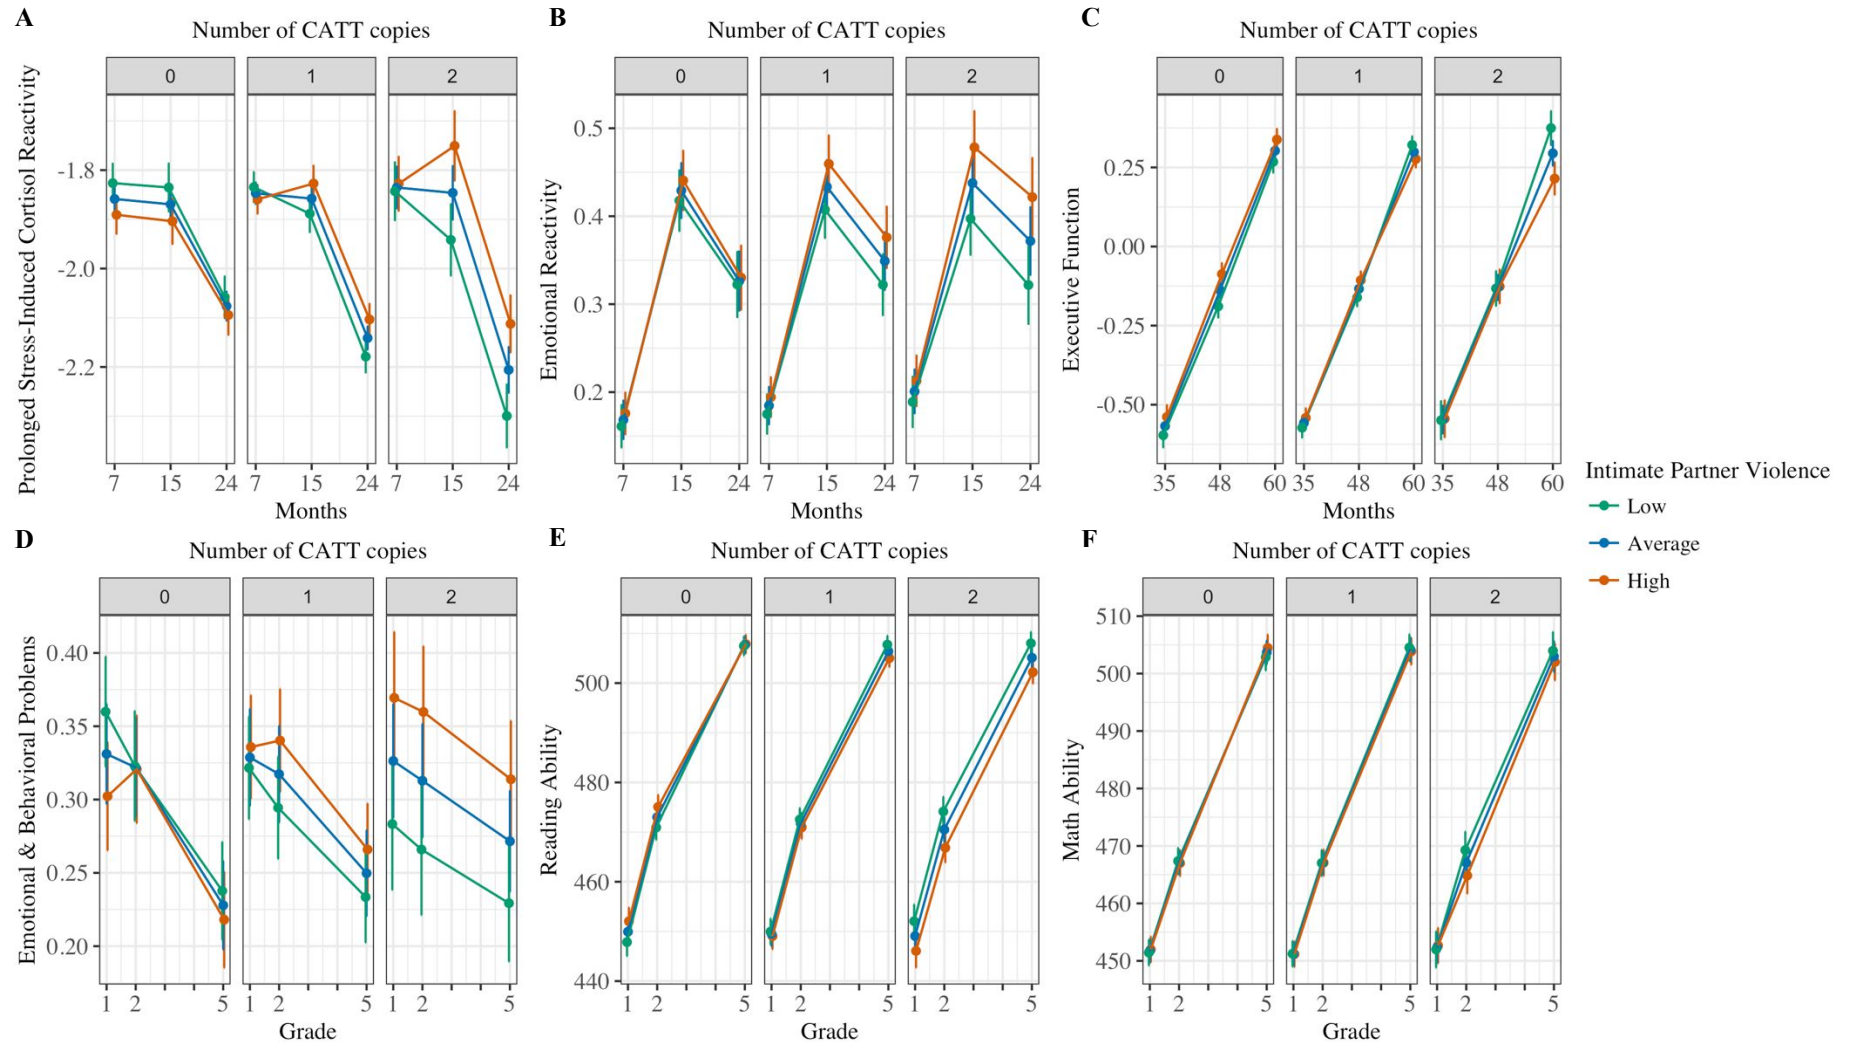 A
Number of CATT copies
0 1 2
Prolonged Stress-Induced Cortisol Reactivity
-1.8
-2.0
-2.2
7 15 24 7 15 24 7 15 24
Months
B
Number of CATT copies
0 1 2
Emotional Reactivity
0.5
0.4
0.3
0.2
7 15 24 7 15 24 7 15 24
Months
C
Number of CATT copies
0 1 2
Executive Function
0.25
0.00
-0.25
-0.50
35 48 60 35 48 60 35 48 60
Months
Intimate Partner Violence
Low
Average
High
D
Number of CATT copies
0 1 2
Emotional & Behavioral Problems
0.40
0.35
0.30
0.25
0.20
1 2 5 1 2 5 1 2 5
Grade
E
Number of CATT copies
0 1 2
Reading Ability
500
480
460
440
1 2 5 1 2 5 1 2 5
Grade
F
Number of CATT copies
0 1 2
Math Ability
510
500
490
480
470
460
450
1 2 5 1 2 5 1 2 5
Grade